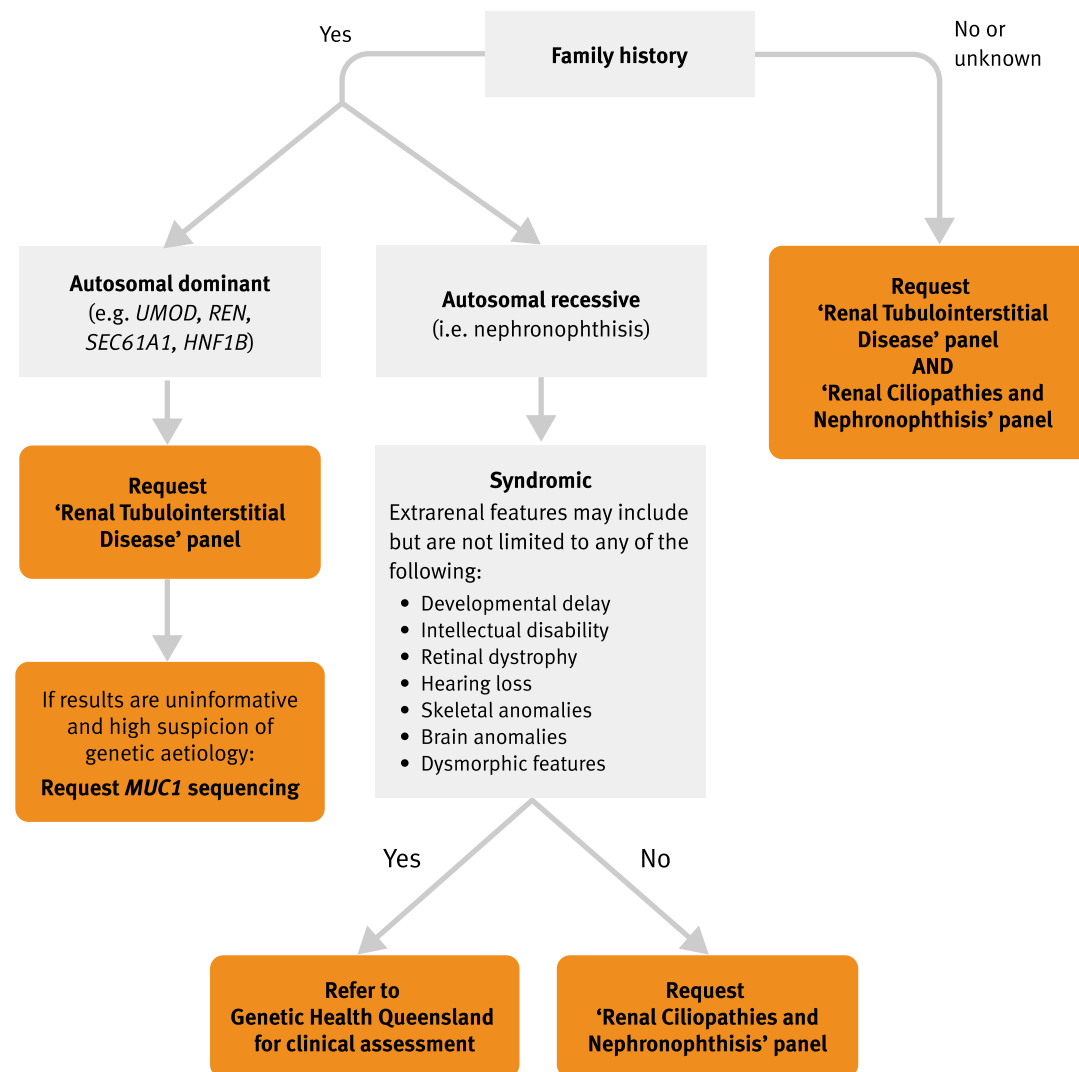 Yes
Family history
No or
unknown
Autosomal dominant
(e.g. UMOD, REN,
SEC61A1, HNF1B)
Autosomal recessive
(i.e. nephronophthisis)
Request
‘Renal Tubulointerstitial
Disease’ panel
AND
‘Renal Ciliopathies and
Nephronophthisis’ panel
Request
‘Renal Tubulointerstitial
Disease’ panel
Syndromic
Extrarenal features may include
but are not limited to any of the
following:
• Developmental delay
• Intellectual disability
• Retinal dystrophy
• Hearing loss
• Skeletal anomalies
• Brain anomalies
• Dysmorphic features
If results are uninformative
and high suspicion of
genetic aetiology:
Request MUC1 sequencing
Yes
No
Refer to
Genetic Health Queensland
for clinical assessment
Request
‘Renal Ciliopathies and
Nephronophthisis’ panel